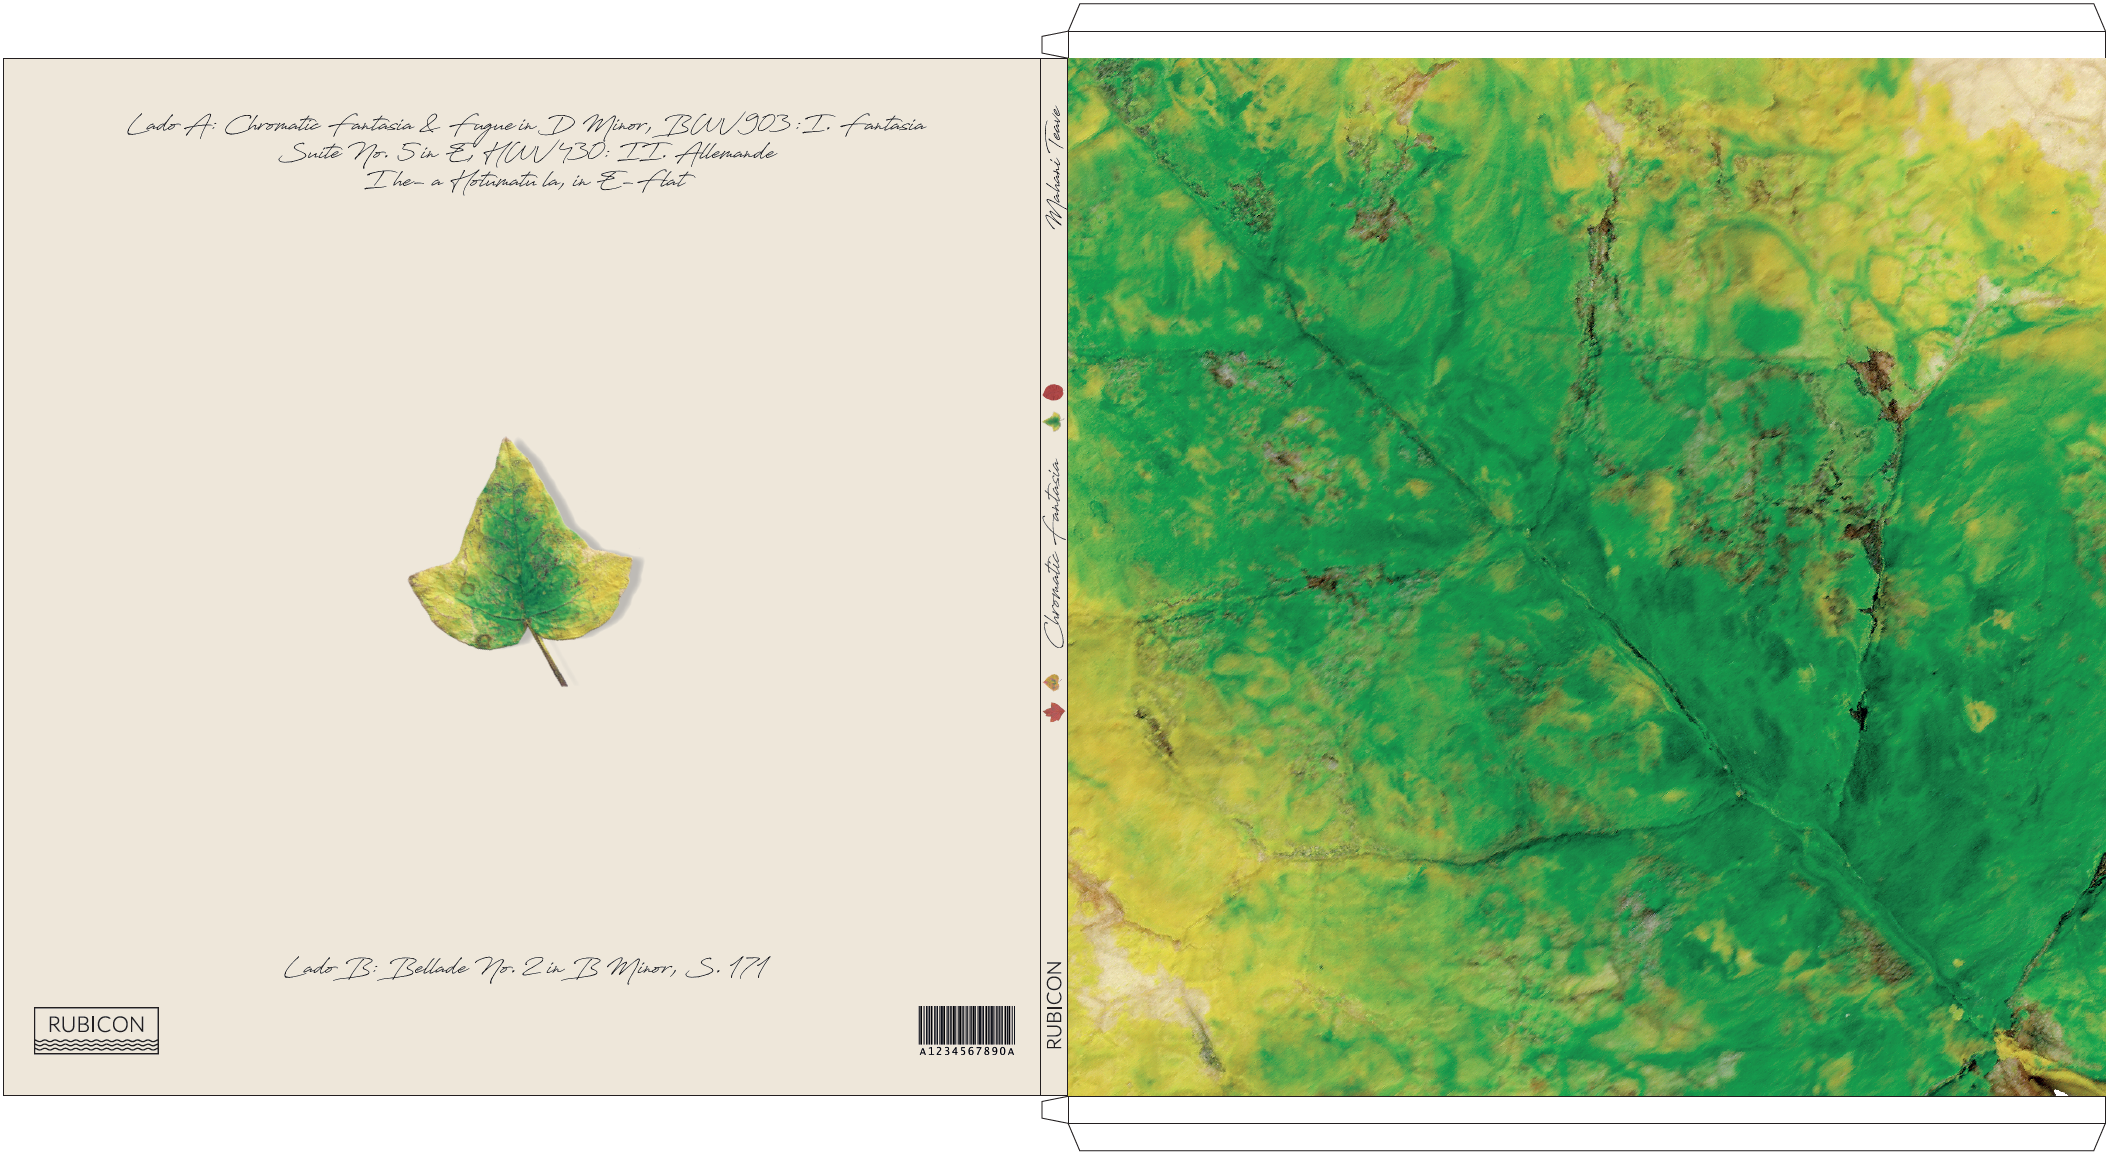 Lado A: Chromatic Fantasia & Fugue in D Minor, BWV 903: I. Fantasia
Suite No. 5 in E, HWV 430: II. Allemande
I he- a Hotumatu la, in E-flat
Lado B: Bellade No. 2 in B Minor, S. 171
RUBICON
A1234567890A
Mahani Teave
Chromatic Fantasia
RUBICON